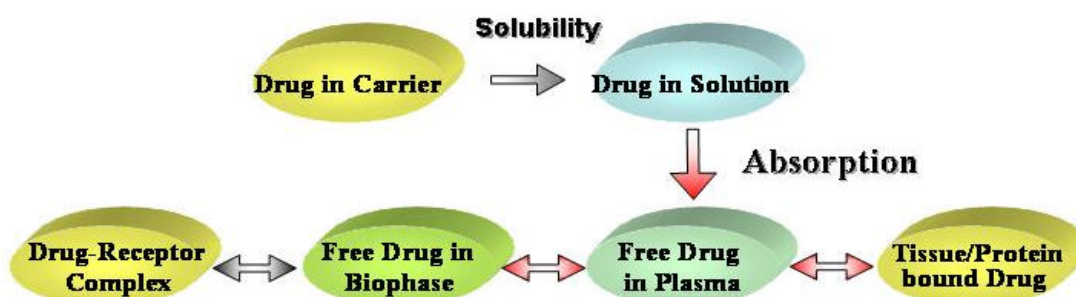 Solubility
Drug in Carrier
Drug in Solution
Absorption
Drug-Receptor
Complex
Free Drug in
Biophase
Free Drug
in Plasma
Tissue/Protein
bound Drug